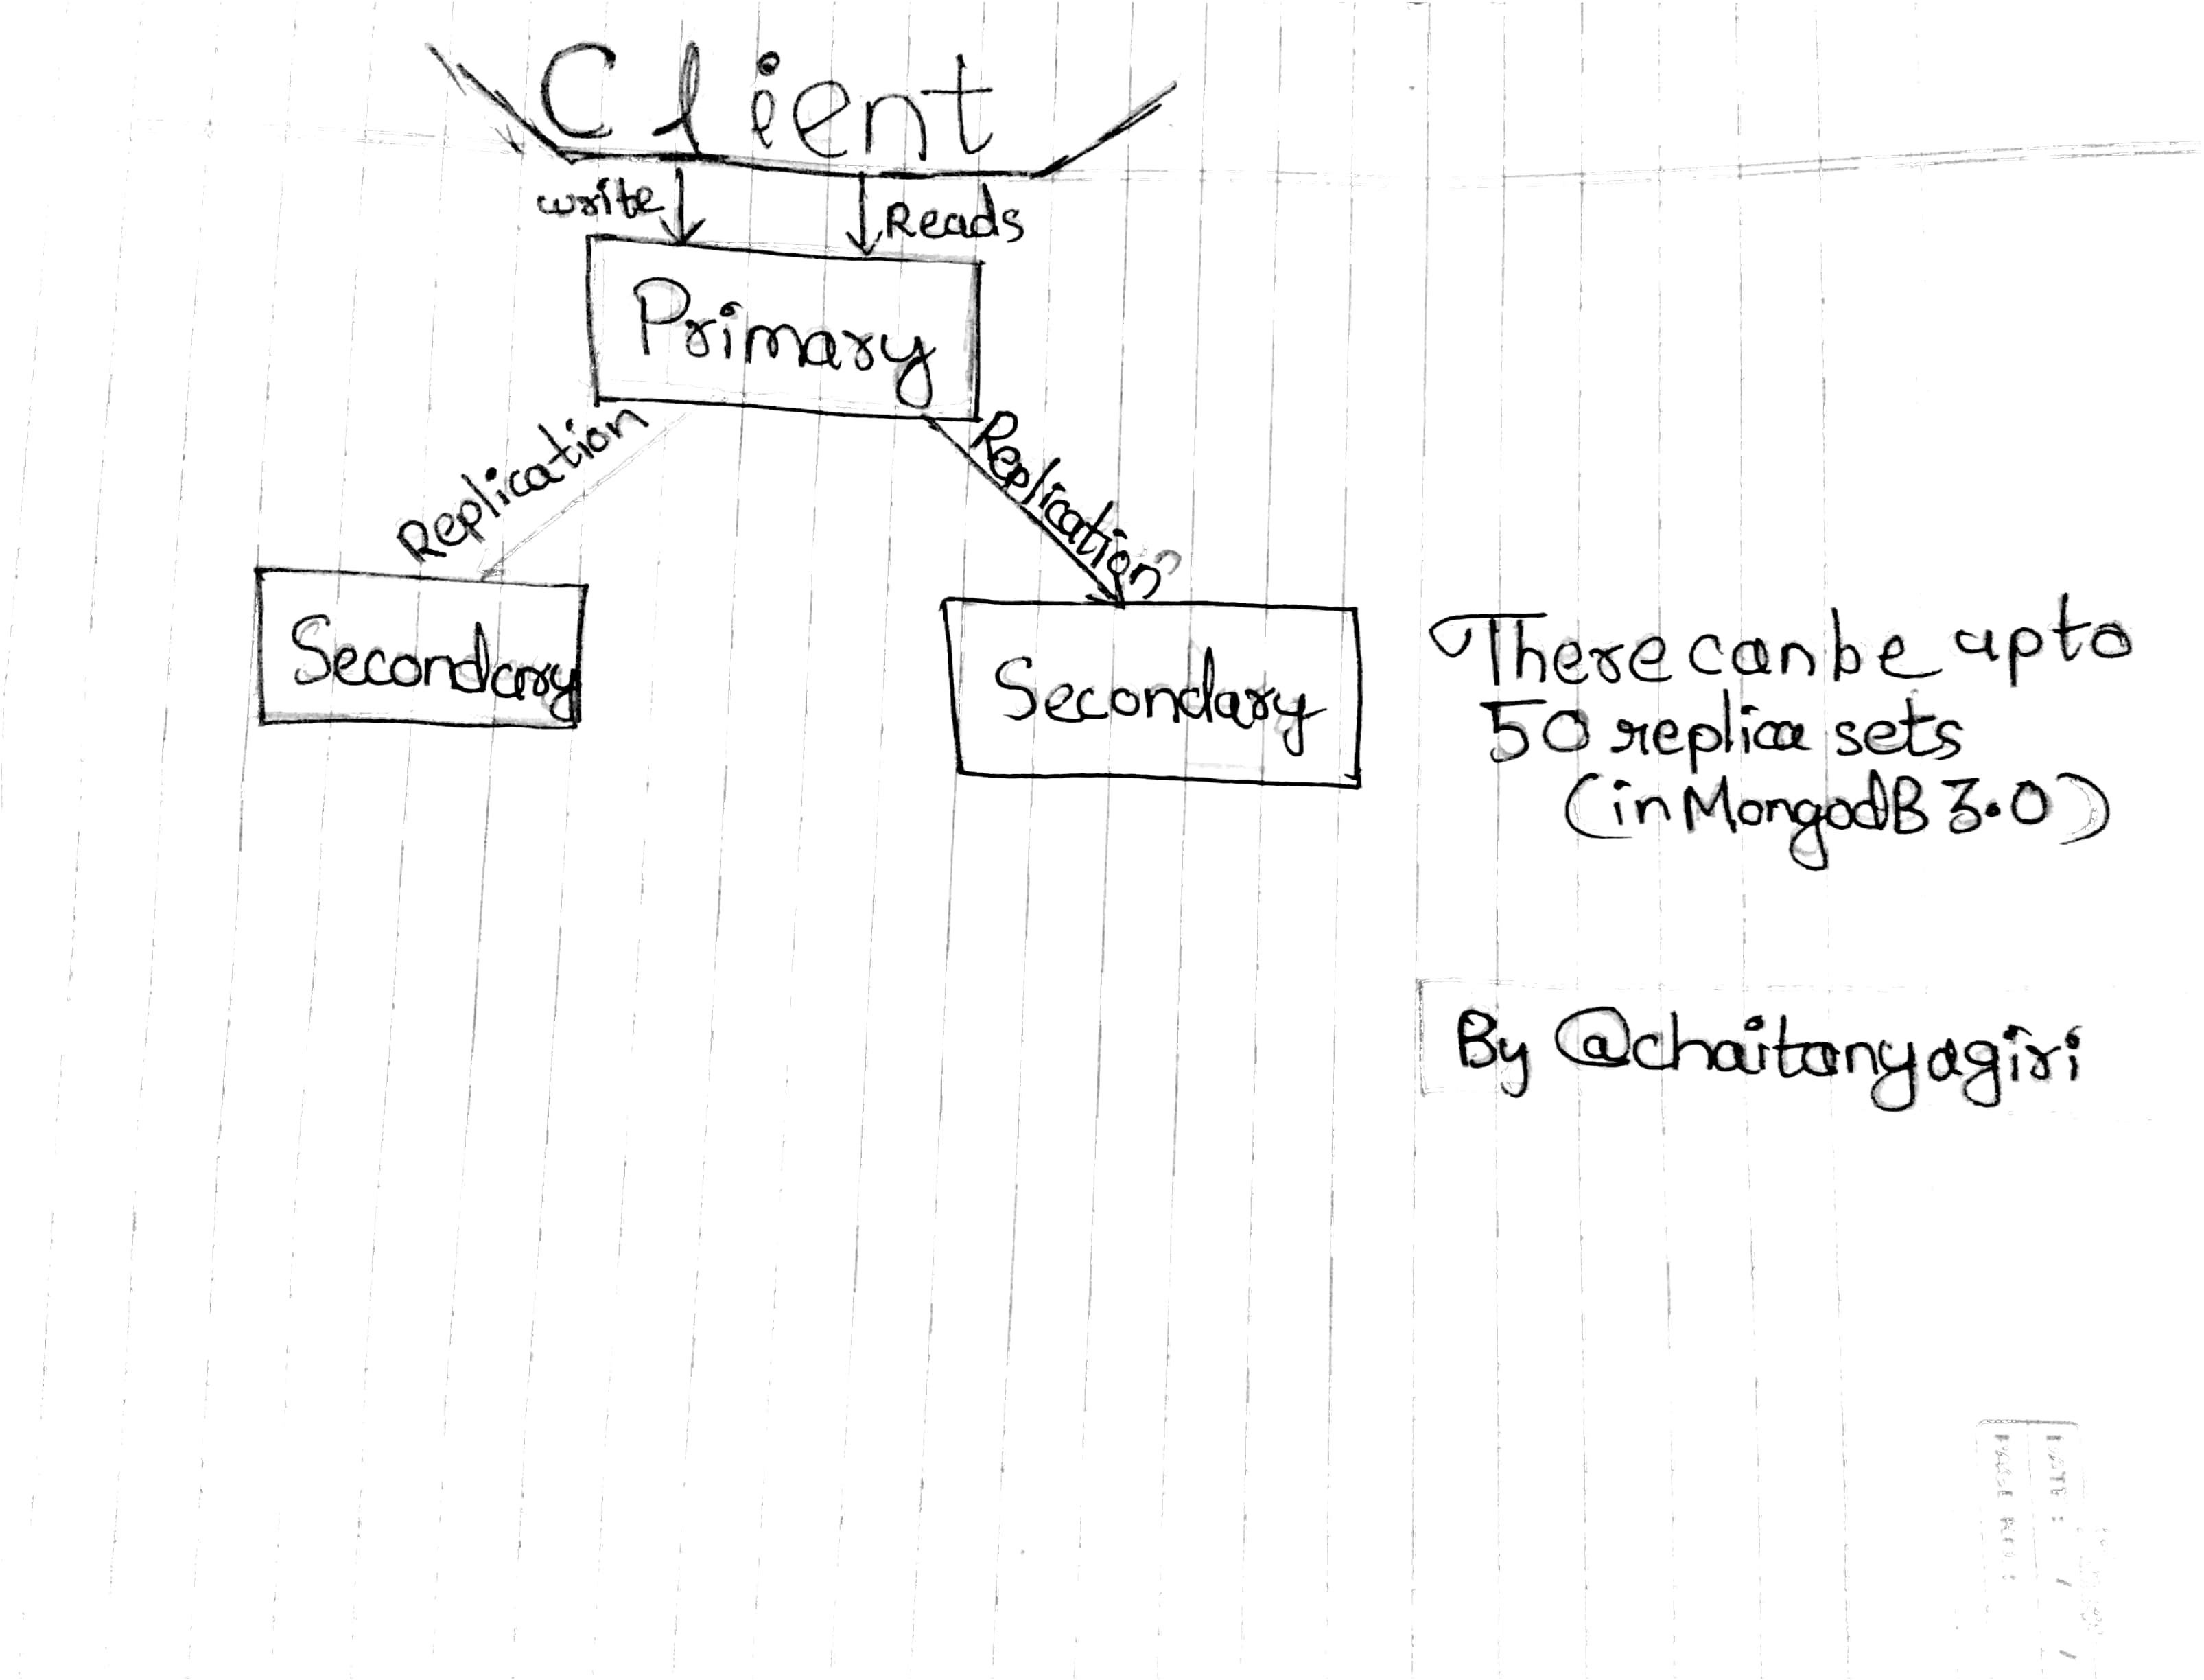 Client
write
Reads
Primary
Replication
Replication
Secondary
Secondary
There can be upto
50 replica sets
(in MongodB 3.0)
By @chaitanyagiri